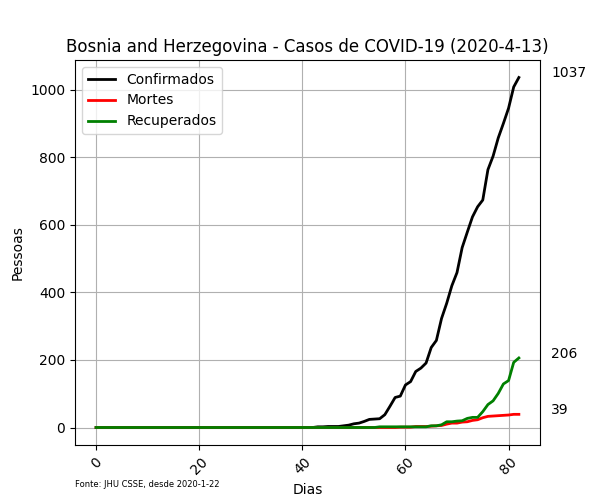 Bosnia and Herzegovina - Casos de COVID-19 (2020-4-13)
Confirmados
Mortes
Recuperados
1037
206
39
Pessoas
1000
800
600
400
200
0
0 20 40 60 80
Dias
Fonte: JHU CSSE, desde 2020-1-22